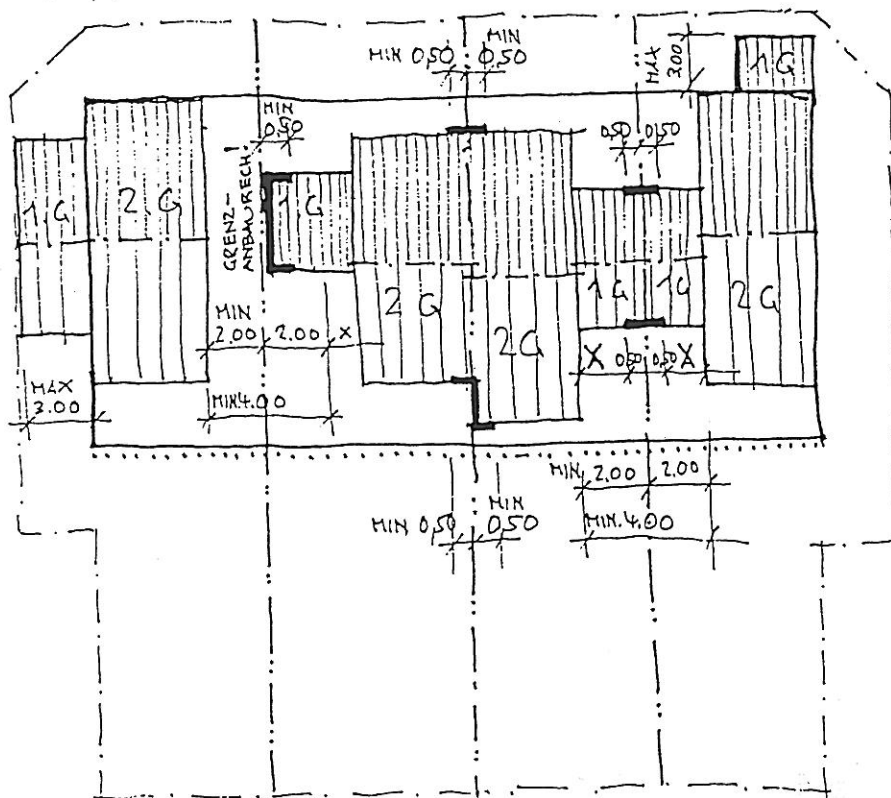 MIN
MIN 0,50 0,50
MAX
3.00
1G
MIN
0,50
0,50 0,50
GRENZ-
ANBAURECH!
1.G
2.G
1G
2G
2G
1G
1G
2G
MIN
2.00 2.00 X
X 0,50 0,50 X
MAX
3.00
MIN 4.00
MIN 2.00 2.00
MIN
MIN 0,50 0,50
MIN. 4.00